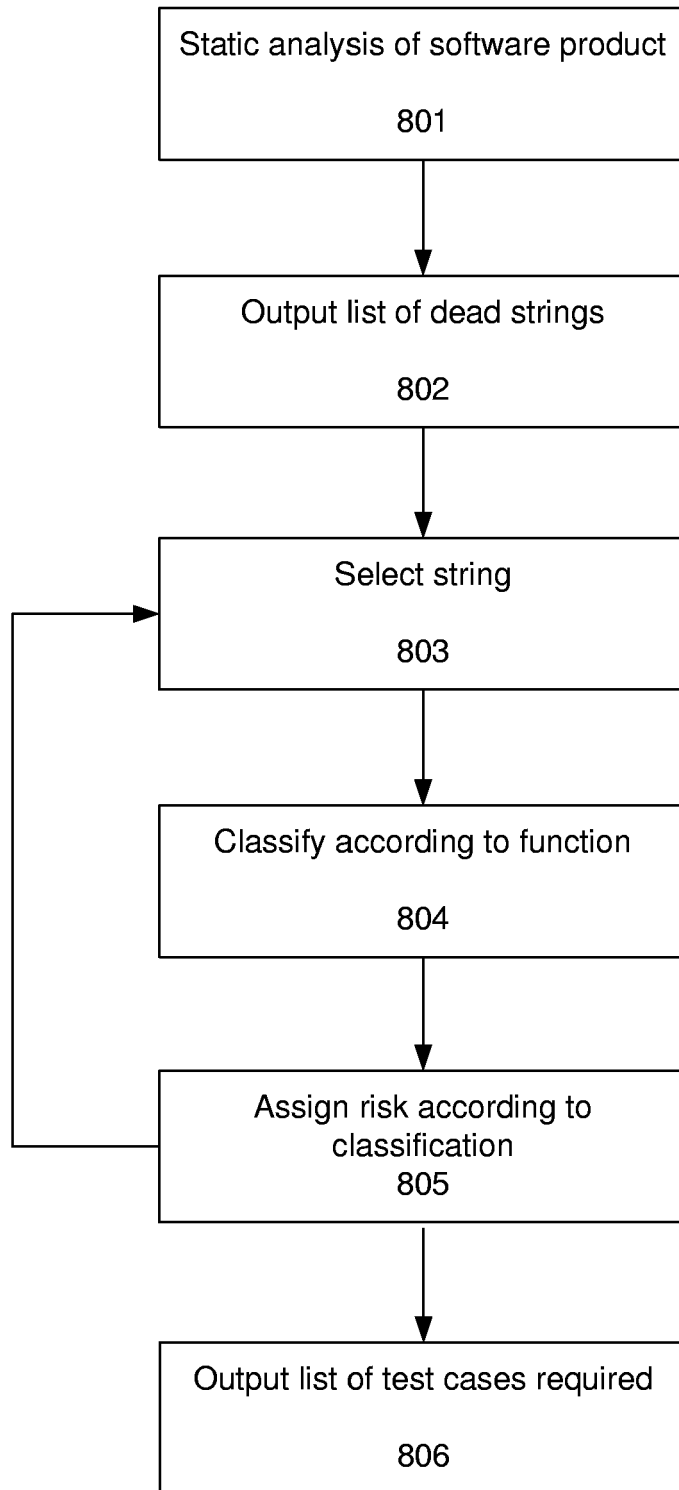 Static analysis of software product
801
Output list of dead strings
802
Select string
803
Classify according to function
804
Assign risk according to
classification
805
Output list of test cases required
806